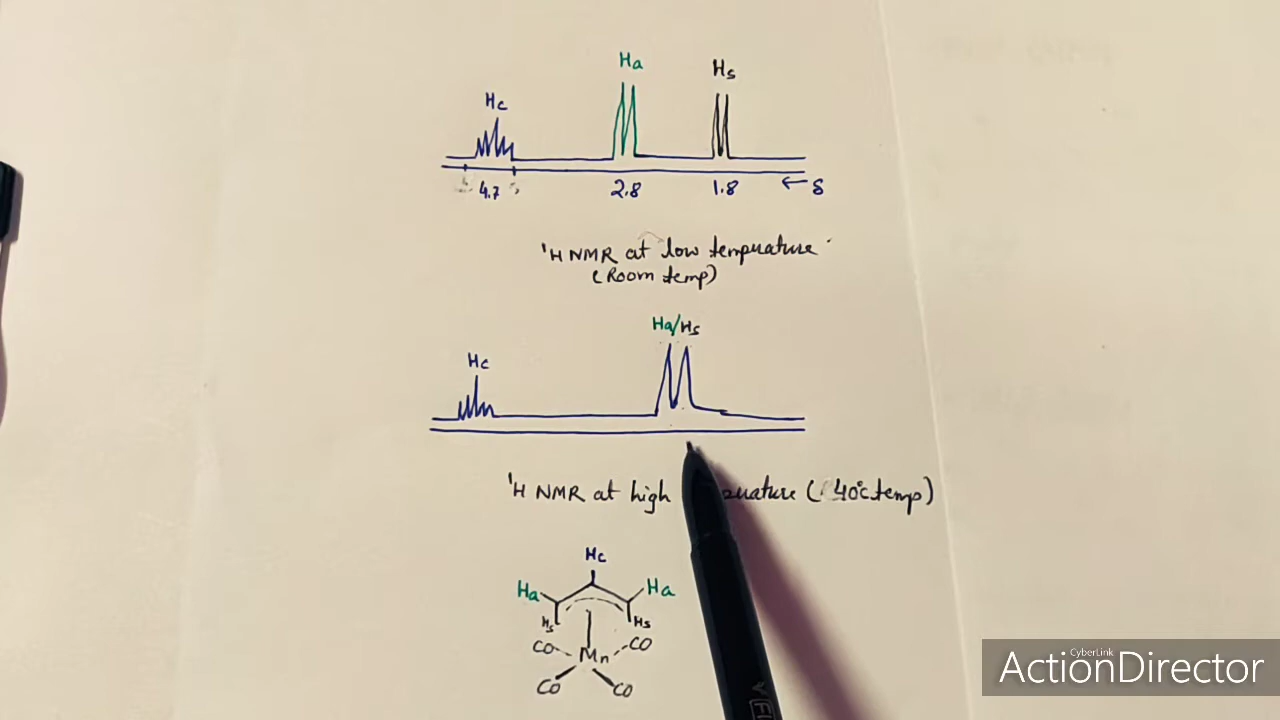 Ha
Hs
Hc
4.7 2.8 1.8 ← δ
¹H NMR at low temperature
(Room temp)
Ha/Hs
Hc
¹H NMR at high (40°c temp)
Hc
Ha Ha
Hs Hs
CO CO
Mn
CO CO
CyberLink
ActionDirector